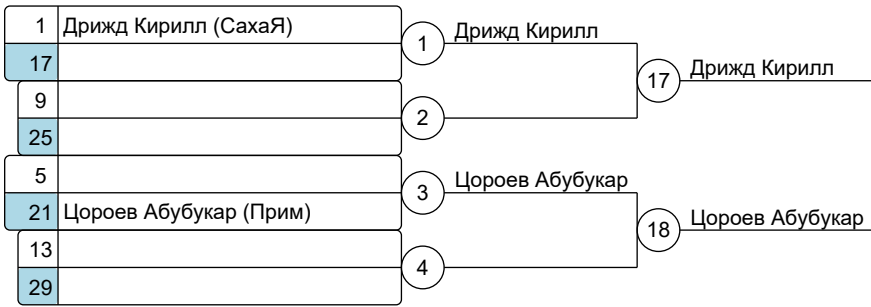 1 Дрижд Кирилл (СахаЯ)
17
1 Дрижд Кирилл
9
25
2
17 Дрижд Кирилл
5
21 Цороев Абубукар (Прим)
3 Цороев Абубукар
13
29
4
18 Цороев Абубукар